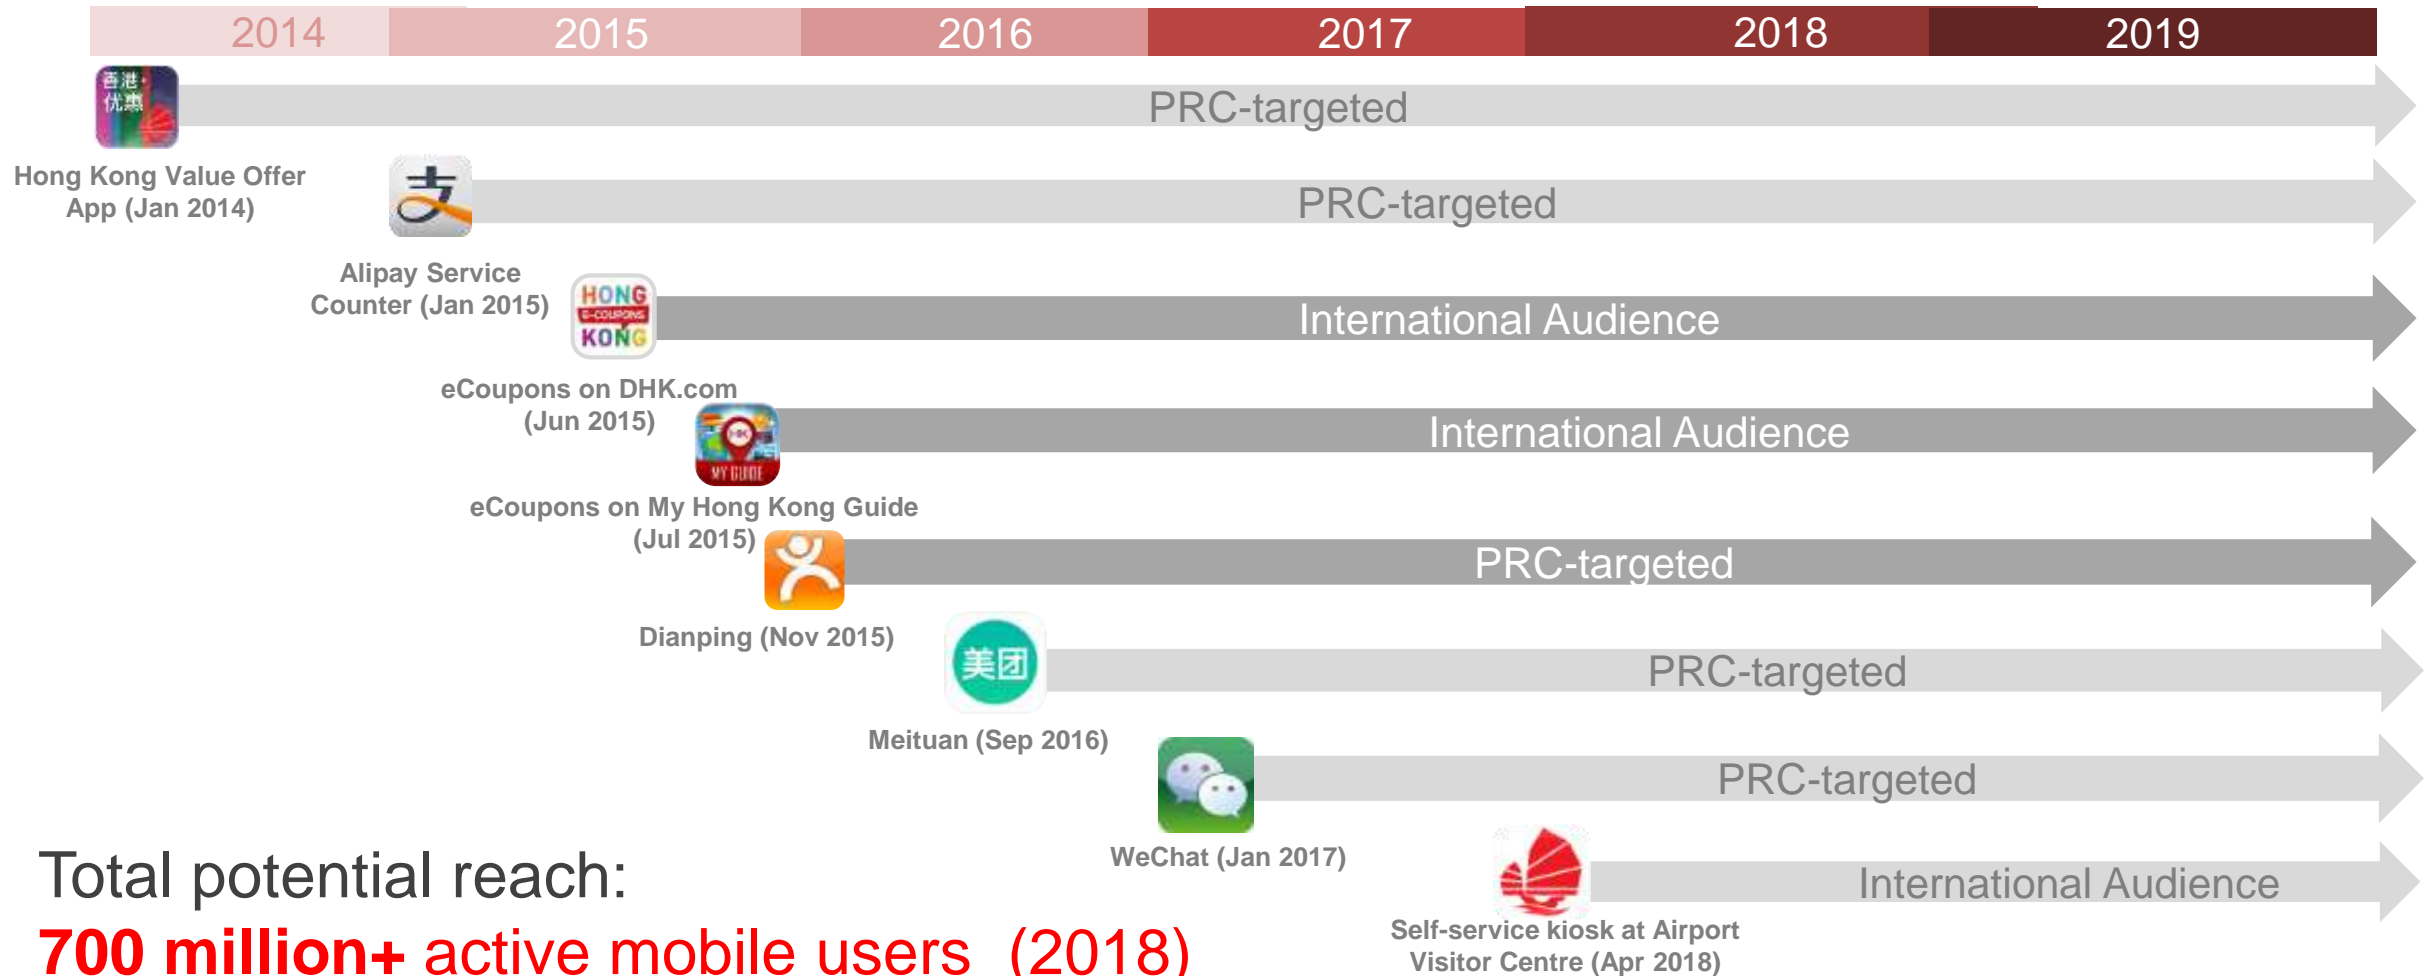 2014 2015 2016 2017 2018 2019
香港·
优惠
PRC-targeted
Hong Kong Value Offer
App (Jan 2014)
支
PRC-targeted
Alipay Service
Counter (Jan 2015)
HONG
E-COUPONS
KONG
International Audience
eCoupons on DHK.com
(Jun 2015)
HK
MY GUIDE
International Audience
eCoupons on My Hong Kong Guide
(Jul 2015)
PRC-targeted
Dianping (Nov 2015)
美团
PRC-targeted
Meituan (Sep 2016)
PRC-targeted
WeChat (Jan 2017)
International Audience
Self-service kiosk at Airport
Visitor Centre (Apr 2018)
Total potential reach:
700 million+ active mobile users (2018)